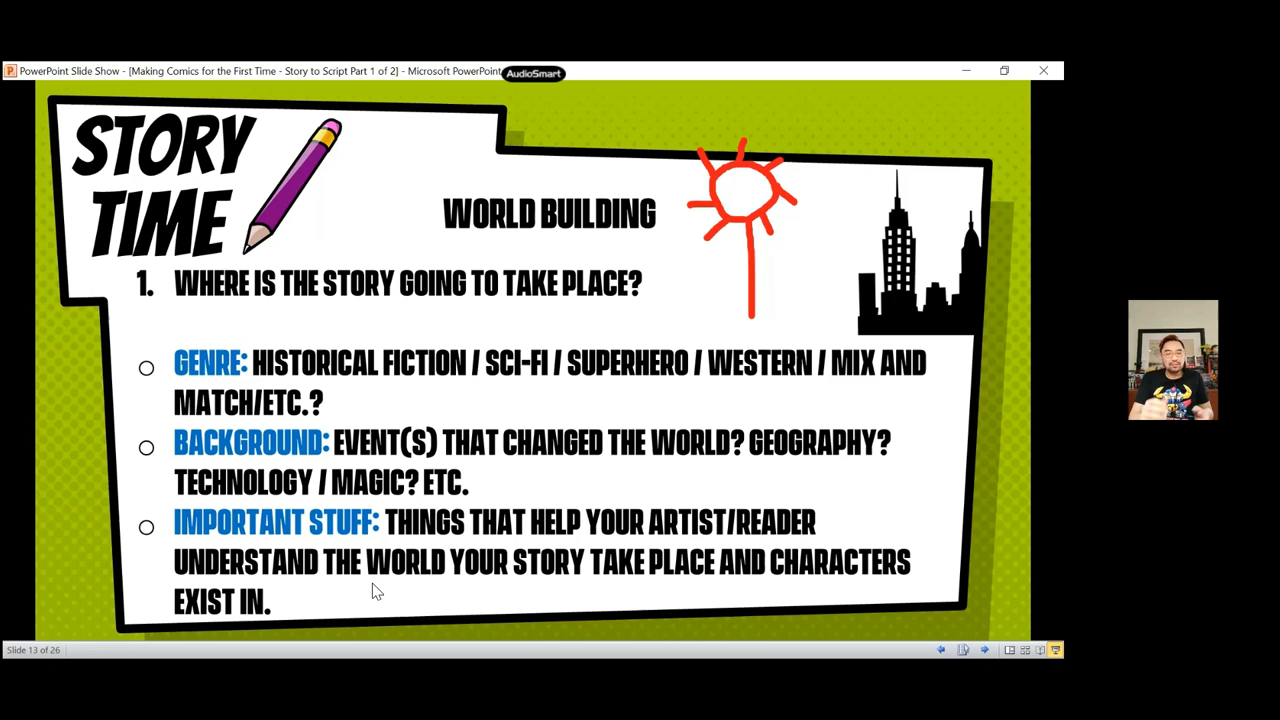 PowerPoint Slide Show - [Making Comics for the First Time - Story to Script Part 1 of 2] - Microsoft PowerPoint
AudioSmart
STORY
TIME
WORLD BUILDING
1. WHERE IS THE STORY GOING TO TAKE PLACE?
GENRE: HISTORICAL FICTION / SCI-FI / SUPERHERO / WESTERN / MIX AND
MATCH/ETC.?
BACKGROUND: EVENT(S) THAT CHANGED THE WORLD? GEOGRAPHY?
TECHNOLOGY / MAGIC? ETC.
IMPORTANT STUFF: THINGS THAT HELP YOUR ARTIST/READER
UNDERSTAND THE WORLD YOUR STORY TAKE PLACE AND CHARACTERS
EXIST IN.
Slide 13 of 26